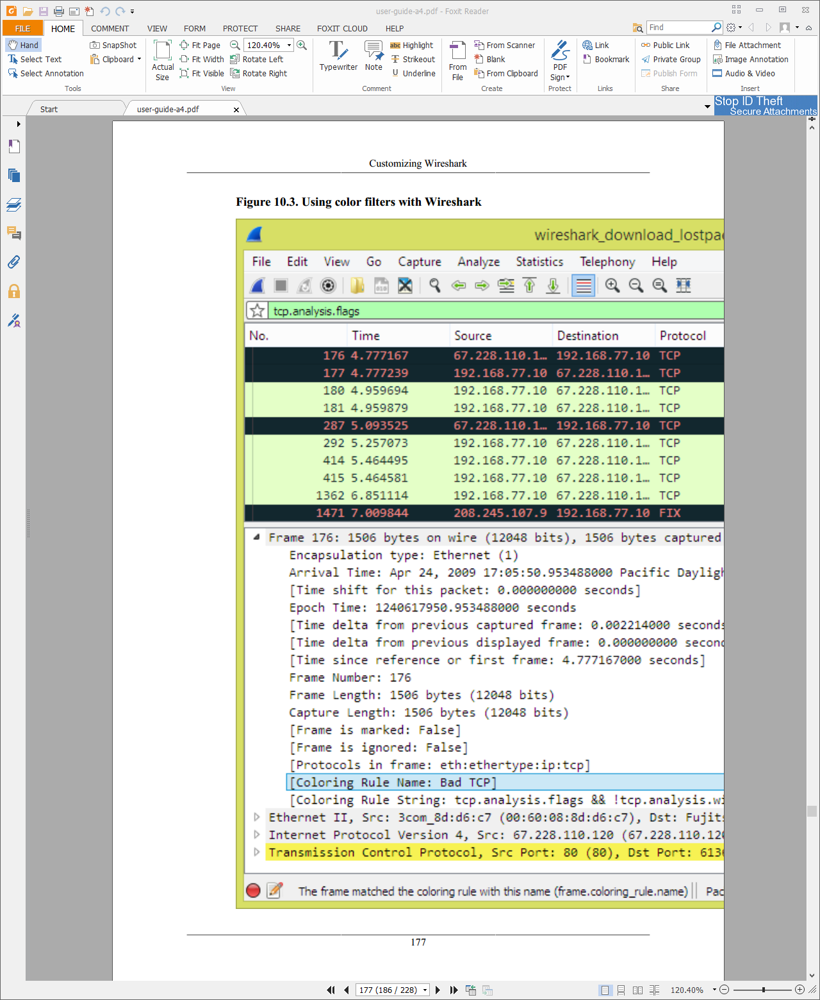 user-guide-a4.pdf - Foxit Reader
FILE HOME COMMENT VIEW FORM PROTECT SHARE FOXIT CLOUD HELP Find
Hand SnapShot Fit Page 120.40% Highlight From Scanner Link Public Link File Attachment
Select Text Clipboard Fit Width Rotate Left Strikeout Blank Bookmark Private Group Image Annotation
Select Annotation Actual Size Fit Visible Rotate Right Typewriter Note Underline From File From Clipboard PDF Sign Publish Form Audio & Video
Tools View Comment Create Protect Links Share Insert
Start user-guide-a4.pdf Stop ID Theft
Secure Attachments
Customizing Wireshark
Figure 10.3. Using color filters with Wireshark
wireshark_download_lostpac
File Edit View Go Capture Analyze Statistics Telephony Help
tcp.analysis.flags
No. Time Source Destination Protocol
176 4.777167 67.228.110.1… 192.168.77.10 TCP
177 4.777239 192.168.77.10 67.228.110.1… TCP
180 4.959694 192.168.77.10 67.228.110.1… TCP
181 4.959879 192.168.77.10 67.228.110.1… TCP
287 5.093525 67.228.110.1… 192.168.77.10 TCP
292 5.257073 192.168.77.10 67.228.110.1… TCP
414 5.464495 192.168.77.10 67.228.110.1… TCP
415 5.464581 192.168.77.10 67.228.110.1… TCP
1362 6.851114 192.168.77.10 67.228.110.1… TCP
1471 7.009844 208.245.107.9 192.168.77.10 FIX
Frame 176: 1506 bytes on wire (12048 bits), 1506 bytes captured
Encapsulation type: Ethernet (1)
Arrival Time: Apr 24, 2009 17:05:50.953488000 Pacific Dayligh
[Time shift for this packet: 0.000000000 seconds]
Epoch Time: 1240617950.953488000 seconds
[Time delta from previous captured frame: 0.002214000 seconds
[Time delta from previous displayed frame: 0.000000000 second
[Time since reference or first frame: 4.777167000 seconds]
Frame Number: 176
Frame Length: 1506 bytes (12048 bits)
Capture Length: 1506 bytes (12048 bits)
[Frame is marked: False]
[Frame is ignored: False]
[Protocols in frame: eth:ethertype:ip:tcp]
[Coloring Rule Name: Bad TCP]
[Coloring Rule String: tcp.analysis.flags && !tcp.analysis.wi
Ethernet II, Src: 3com_8d:d6:c7 (00:60:08:8d:d6:c7), Dst: Fujits
Internet Protocol Version 4, Src: 67.228.110.120 (67.228.110.120
Transmission Control Protocol, Src Port: 80 (80), Dst Port: 6136
The frame matched the coloring rule with this name (frame.coloring_rule.name) Pac
177
177 (186 / 228) 120.40%